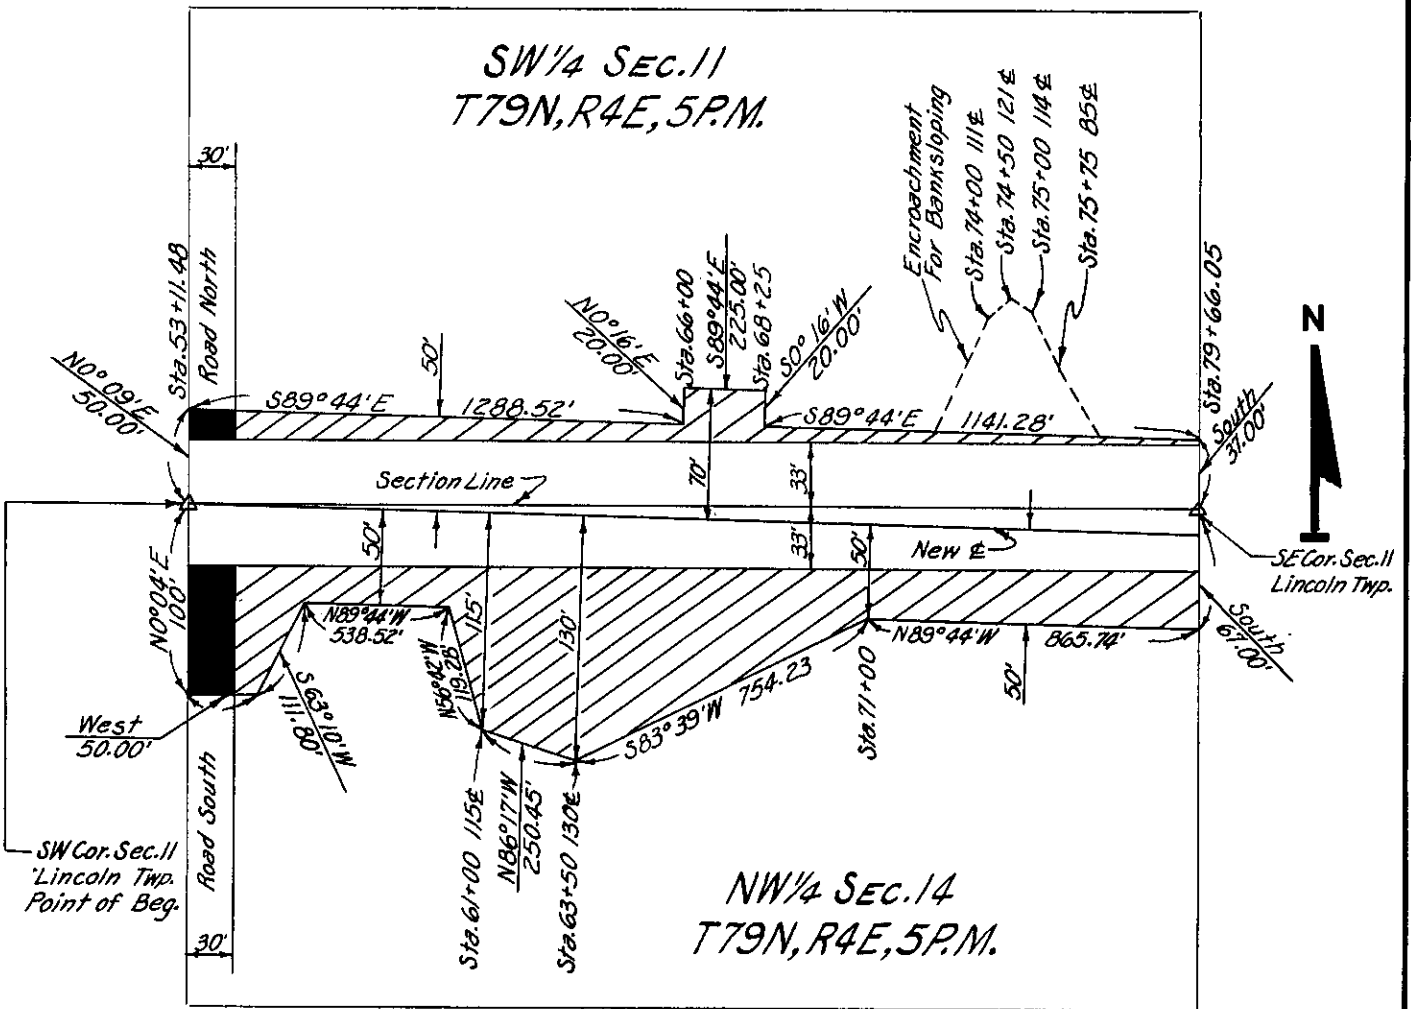 SW 1/4 SEC. 11
T79N, R4E, 5P.M.
30'
Sta. 53+11.48
Road North
N0°09'E
50.00'
S89°44'E 1288.52'
50'
N0°16'E
20.00'
Sta. 66+00
S89°44'E
225.00'
Sta. 68+25
S0°16'W
20.00'
S89°44'E 1141.28'
Encroachment
For Banksloping
Sta. 74+00 111℄
Sta. 74+50 121℄
Sta. 75+00 114℄
Sta. 75+75 85℄
Sta. 79+66.05
South
37.00'
N
Section Line
70'
33'
33'
New ℄
50'
50'
SE Cor. Sec. 11
Lincoln Twp.
South
67.00'
N0°04'E
100'
N89°44'W
538.52'
S63°10'W
111.80'
West
50.00'
N56°42'W
119.28'
115'
130'
S83°39'W 754.23
Sta. 71+00
N89°44'W 865.74'
50'
Sta. 61+00 115℄
N86°17'W
250.45'
Sta. 63+50 130℄
Road South
SW Cor. Sec. 11
Lincoln Twp.
Point of Beg.
30'
NW 1/4 SEC. 14
T79N, R4E, 5P.M.